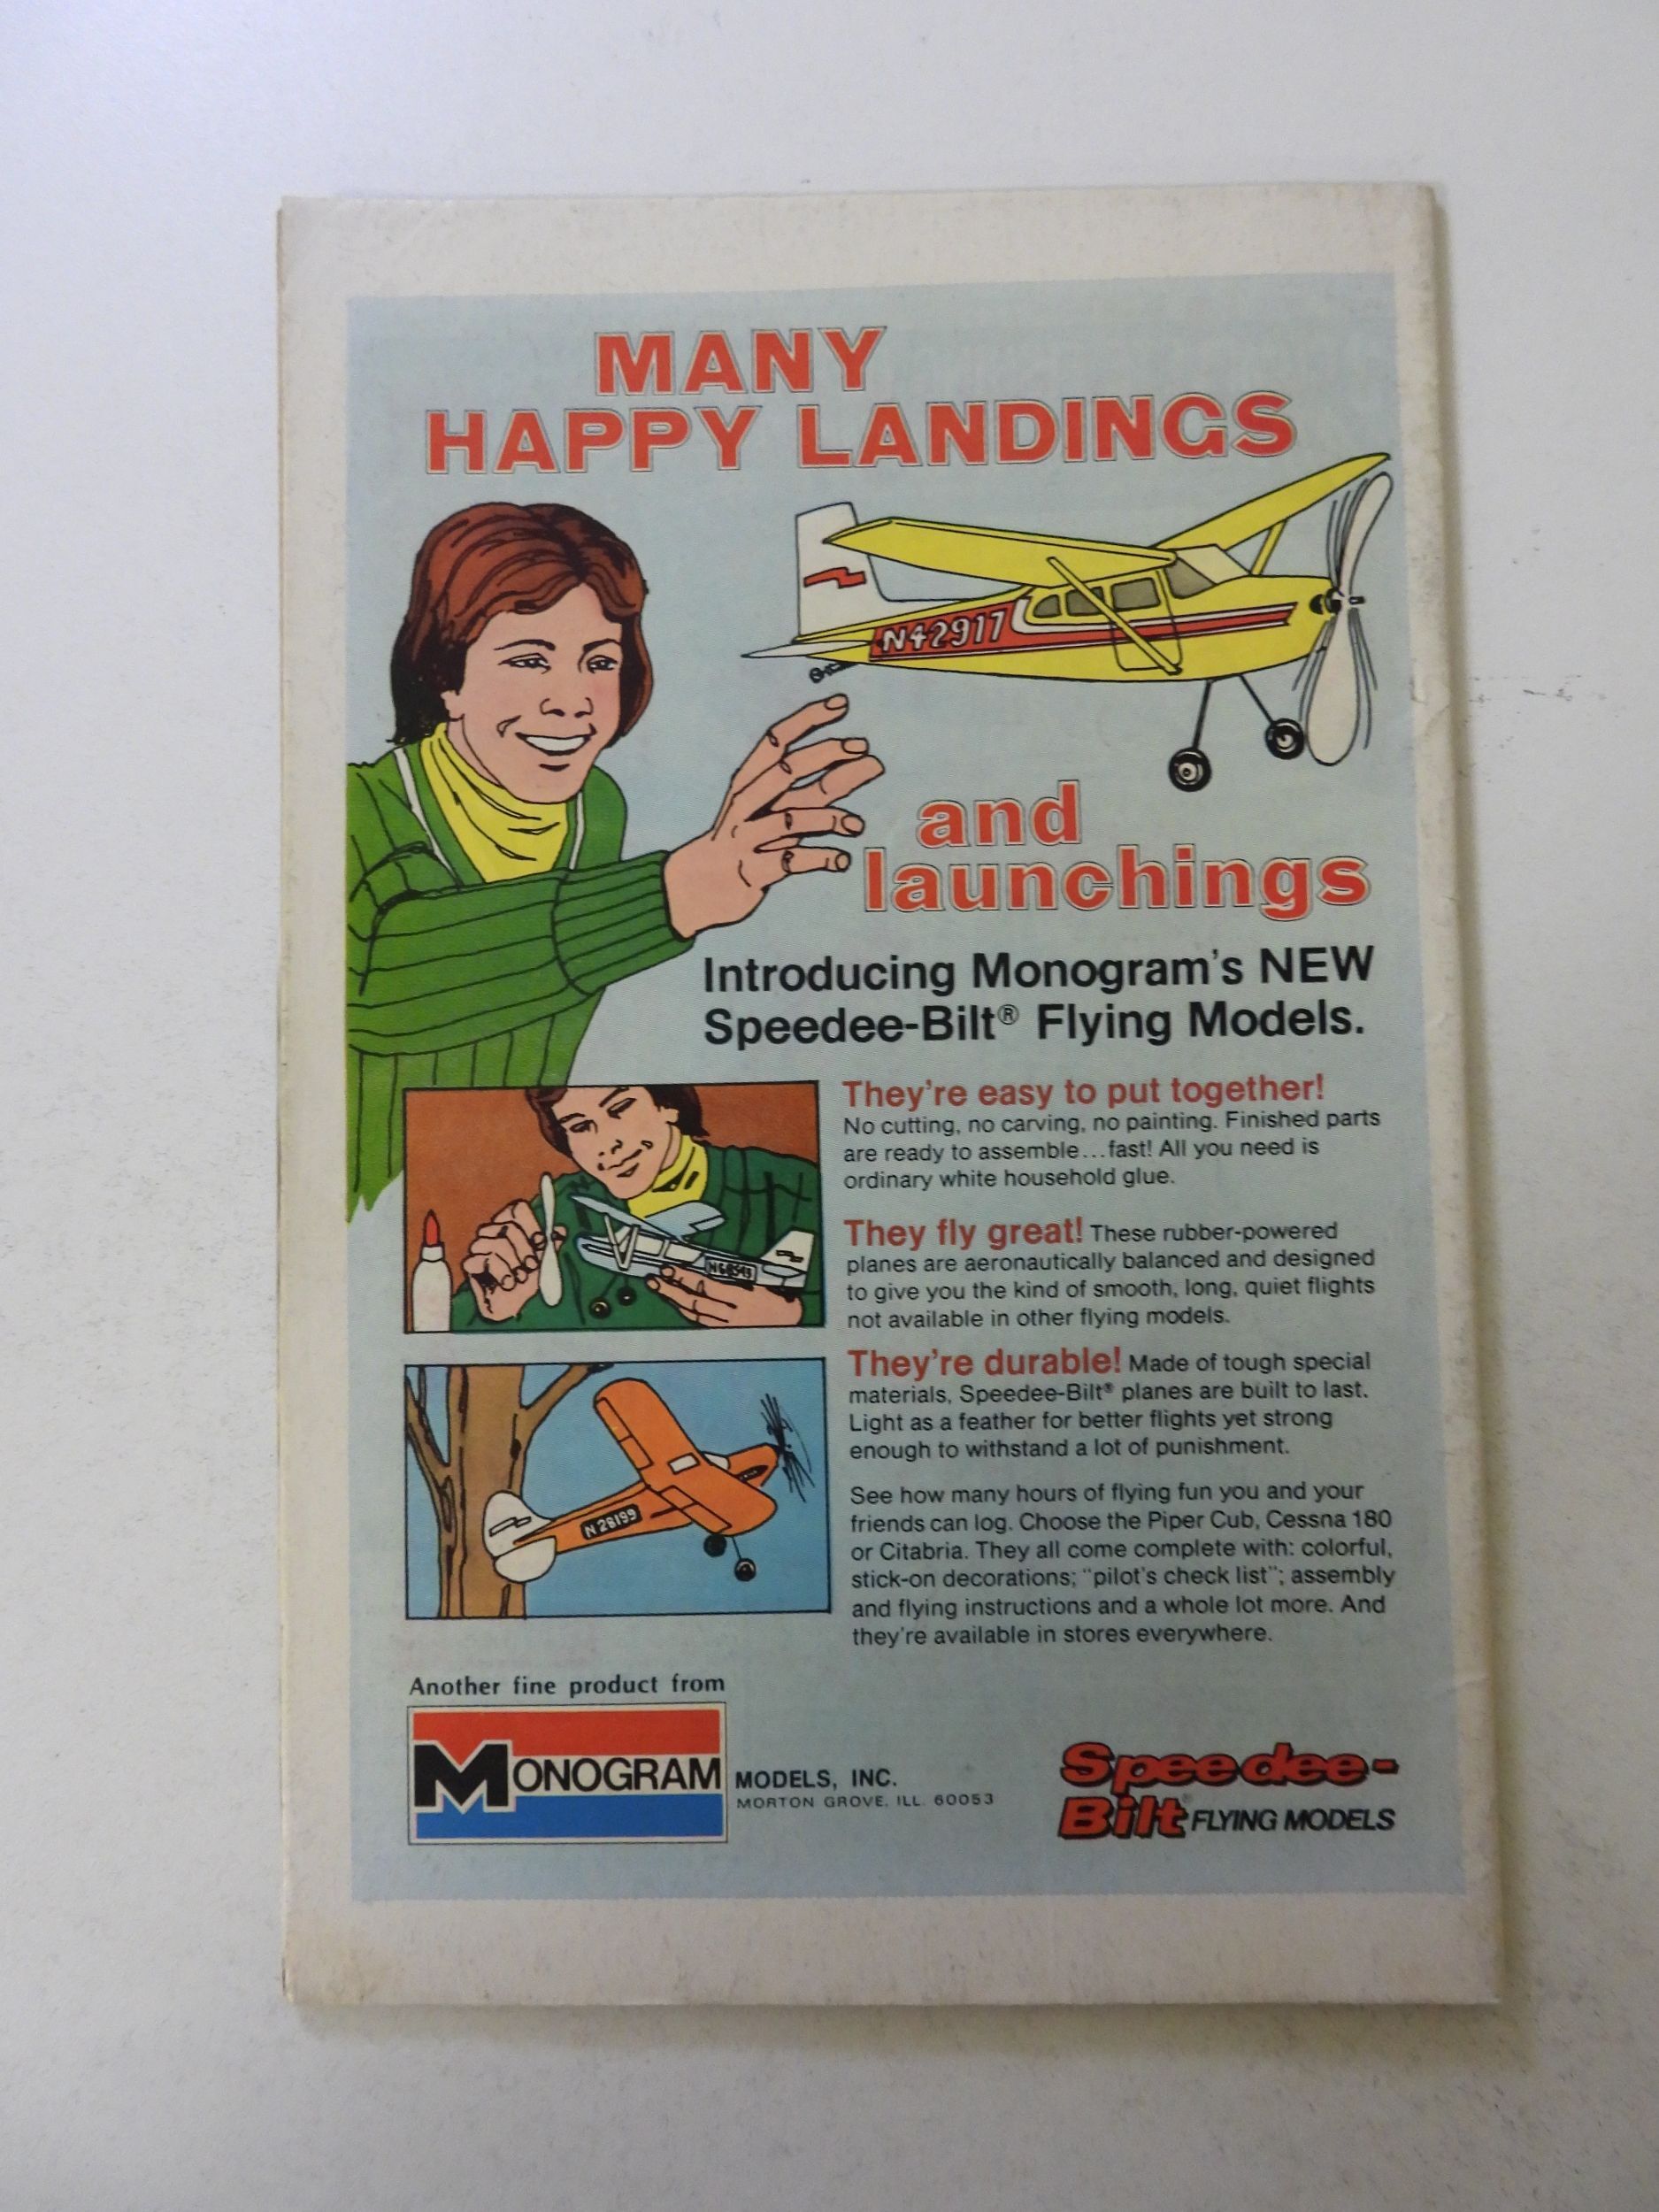 MANY
HAPPY LANDINGS
N42917
and
launchings
Introducing Monogram's NEW
Speedee-Bilt® Flying Models.
They're easy to put together!
No cutting, no carving, no painting. Finished parts
are ready to assemble...fast! All you need is
ordinary white household glue.
They fly great! These rubber-powered
planes are aeronautically balanced and designed
to give you the kind of smooth, long, quiet flights
not available in other flying models.
They're durable! Made of tough special
materials, Speedee-Bilt® planes are built to last.
Light as a feather for better flights yet strong
enough to withstand a lot of punishment.
N 26199
See how many hours of flying fun you and your
friends can log. Choose the Piper Cub, Cessna 180
or Citabria. They all come complete with: colorful,
stick-on decorations; "pilot's check list"; assembly
and flying instructions and a whole lot more. And
they're available in stores everywhere.
Another fine product from
MONOGRAM MODELS, INC.
MORTON GROVE, ILL. 60053
Speedee-
Bilt® FLYING MODELS